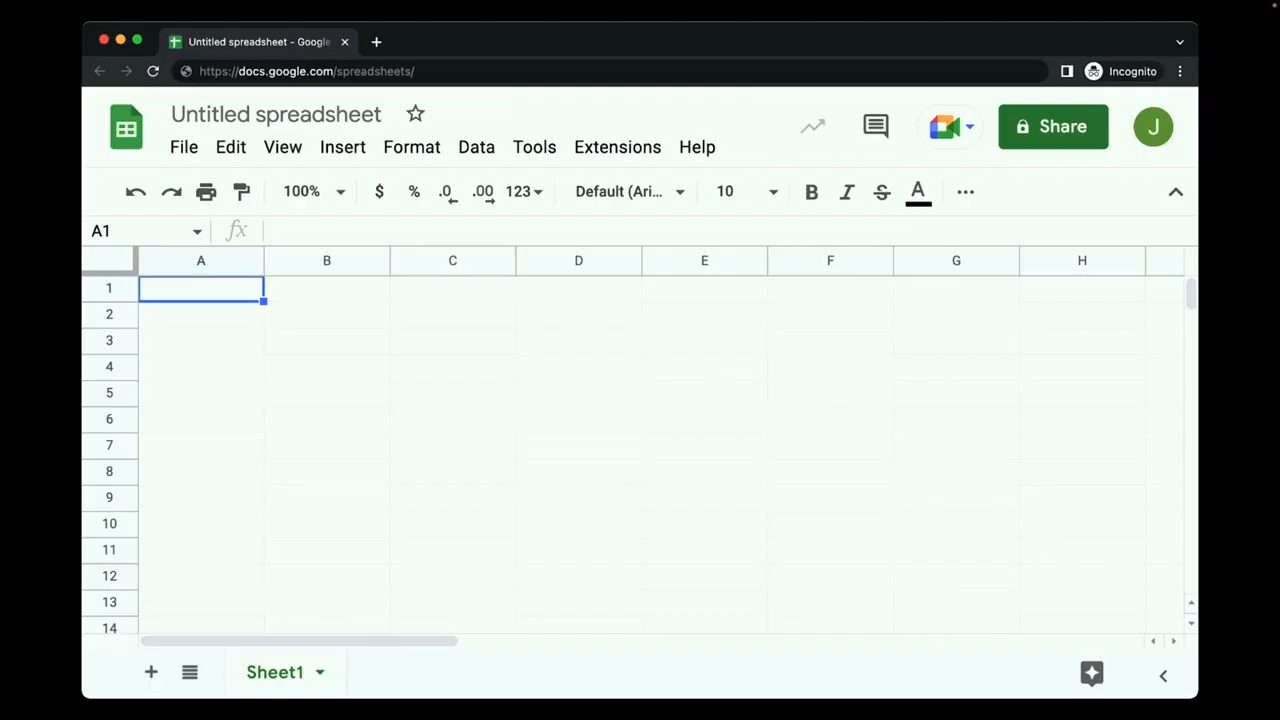 Untitled spreadsheet - Google
https://docs.google.com/spreadsheets/
Incognito
Untitled spreadsheet
File Edit View Insert Format Data Tools Extensions Help
Share
J
100% $ % .0 .00 123 Default (Ari... 10 B I S A
A1 fx
A B C D E F G H
1
2
3
4
5
6
7
8
9
10
11
12
13
14
Sheet1